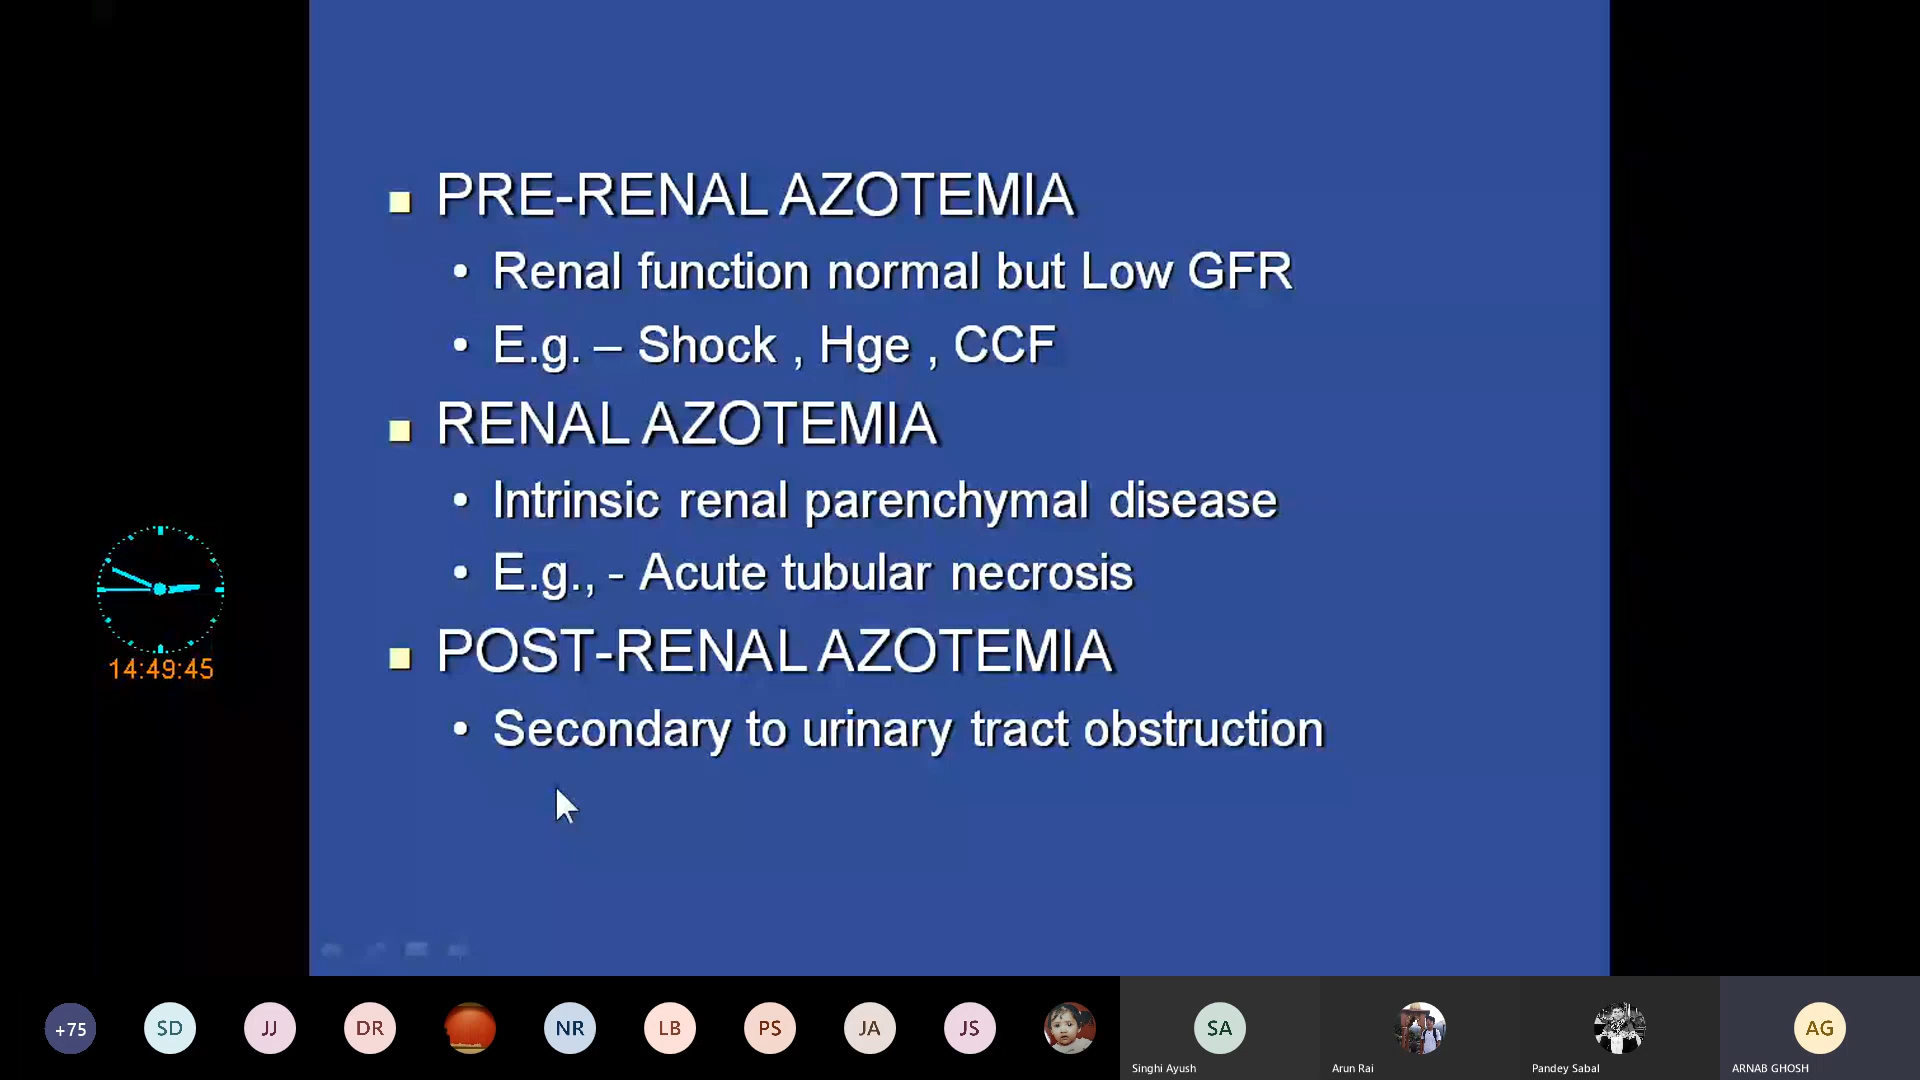 PRE-RENAL AZOTEMIA
• Renal function normal but Low GFR
• E.g. – Shock , Hge , CCF
RENAL AZOTEMIA
• Intrinsic renal parenchymal disease
• E.g., - Acute tubular necrosis
POST-RENAL AZOTEMIA
• Secondary to urinary tract obstruction
14:49:45
+75
SD
JJ
DR
NR
LB
PS
JA
JS
SA
AG
Singhi Ayush
Arun Rai
Pandey Sabal
ARNAB GHOSH